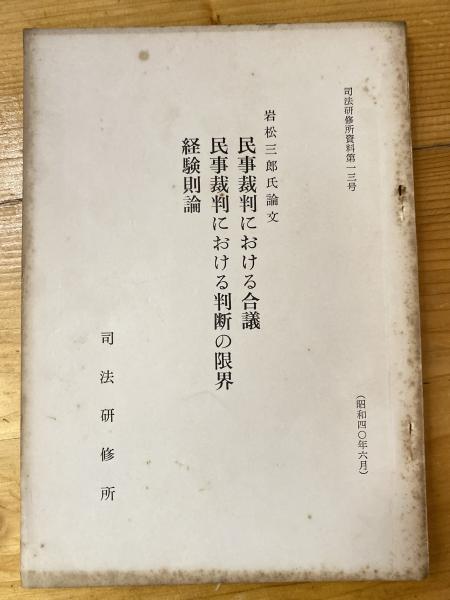 司法研修所資料第一三号
(昭和四〇年六月)
岩松三郎氏論文
民事裁判における合議
民事裁判における判断の限界
経験則論
司法研修所